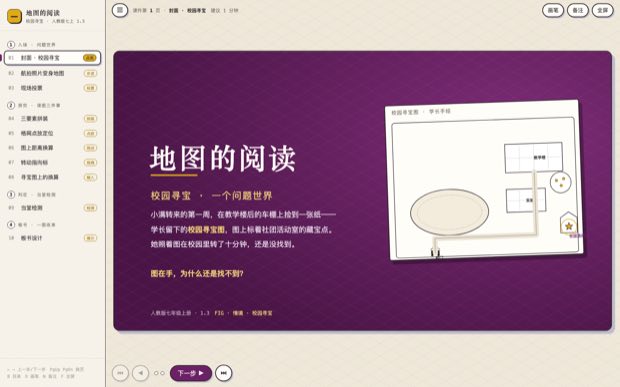 地图的阅读
校园寻宝 · 人教版七上 1.3
1 入境 · 问题世界
01 封面 · 校园寻宝
02 航拍照片变身地图
03 现场投票
2
04 三要素拼装
05 格网点放定位
06 图上距离换算
07 转动指向标
08 寻宝图上的换算
3 判定 · 当堂检测
09 当堂检测
4 板书 · 一图收束
10 板书设计
课件第 1 页 · 封面 · 校园寻宝 建议 1 分钟
画笔
备注
全屏
地图的阅读
校园寻宝 · 一个问题世界
小满转来的第一周，在教学楼后的车棚上捡到一张纸——
学长留下的校园寻宝图，图上标着社团活动室的藏宝点。
她照着图在校园里转了十分钟，还是没找到。
图在手，为什么还是找不到?
人教版七年级上册 · 1.3 FIG · 情境 · 校园寻宝
校园寻宝图 · 学长手绘
教学楼
下一步